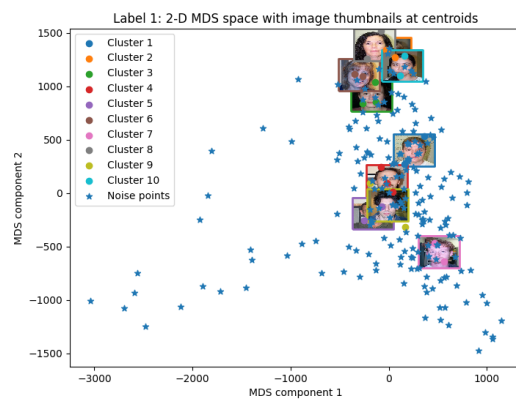 Label 1: 2-D MDS space with image thumbnails at centroids
1500
1000
500
0
−500
−1000
−1500
MDS component 2
Cluster 1
Cluster 2
Cluster 3
Cluster 4
Cluster 5
Cluster 6
Cluster 7
Cluster 8
Cluster 9
Cluster 10
Noise points
−3000
−2000
−1000
0
1000
MDS component 1